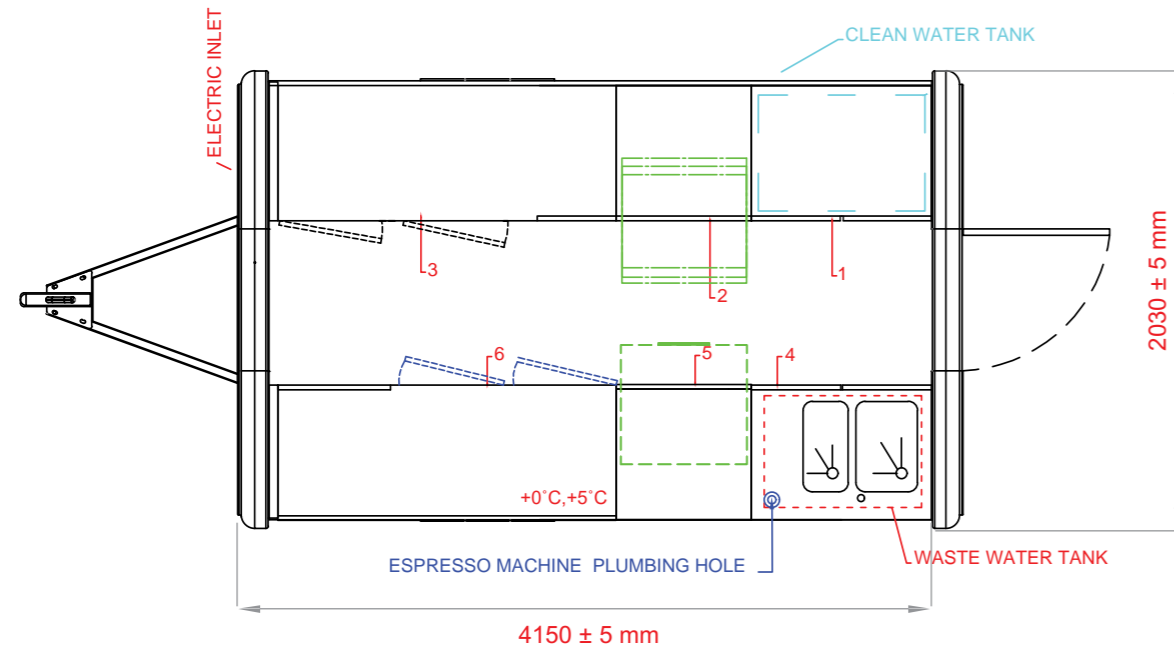 CLEAN WATER TANK
ELECTRIC INLET
3
2
1
2030 ± 5 mm
6
5
4
+0˚C,+5˚C
ESPRESSO MACHINE PLUMBING HOLE
WASTE WATER TANK
4150 ± 5 mm